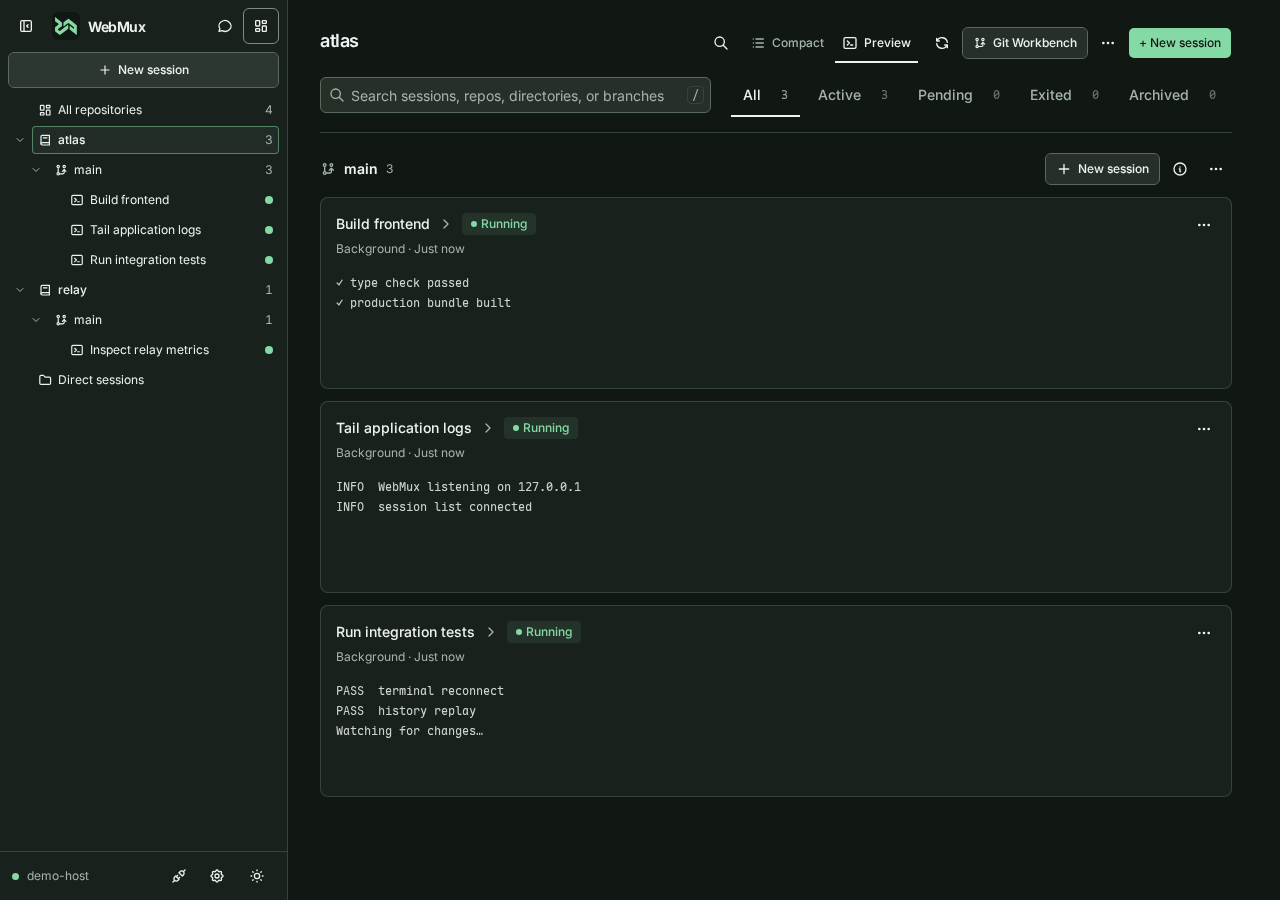 WebMux
New session
All repositories 4
atlas 3
main 3
Build frontend
Tail application logs
Run integration tests
relay 1
main 1
Inspect relay metrics
Direct sessions
demo-host
atlas
Compact
Preview
Git Workbench
+ New session
Search sessions, repos, directories, or branches /
All 3
Active 3
Pending 0
Exited 0
Archived 0
main 3
New session
Build frontend
Running
Background · Just now
✓ type check passed
✓ production bundle built
Tail application logs
Running
Background · Just now
INFO  WebMux listening on 127.0.0.1
INFO  session list connected
Run integration tests
Running
Background · Just now
PASS  terminal reconnect
PASS  history replay
Watching for changes…